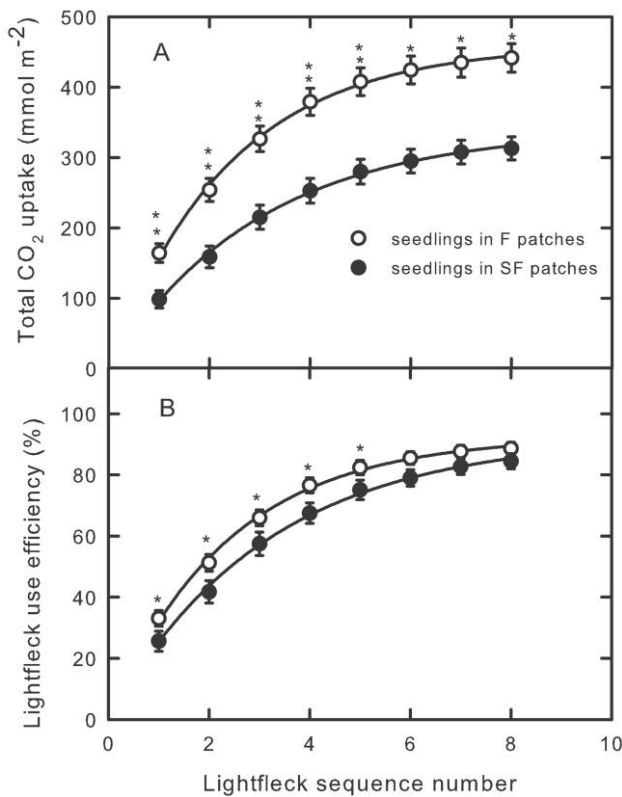 500
A
* * * * * * * *
* * * * *
400
300
seedlings in F patches
200
seedlings in SF patches
100
0
Total CO₂ uptake (mmol m⁻²)
B
100
* * * * *
80
60
40
20
0
Lightfleck use efficiency (%)
0 2 4 6 8 10
Lightfleck sequence number